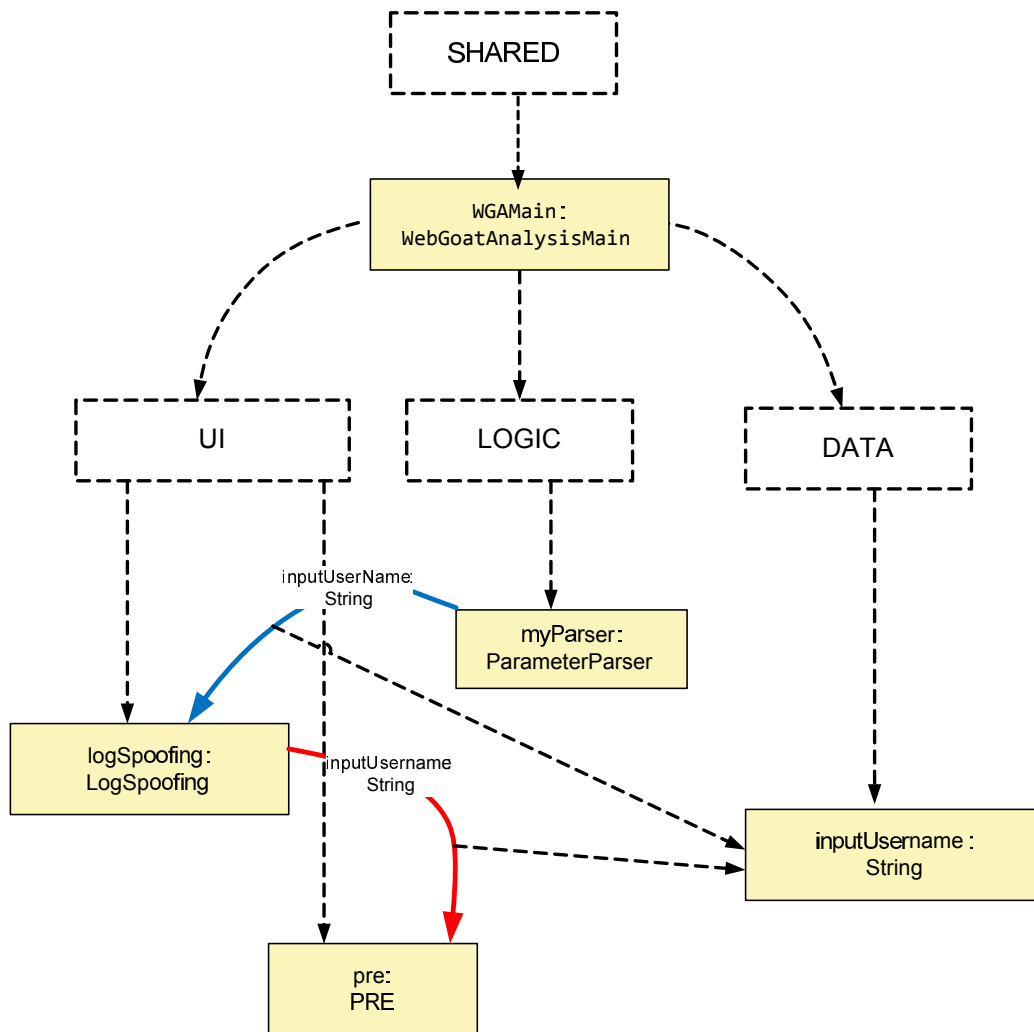 SHARED
WGAMain:
WebGoatAnalysisMain
UI
LOGIC
DATA
inputUserName:
String
myParser:
ParameterParser
logSpoofing:
LogSpoofing
inputUsername
String
inputUsername:
String
pre:
PRE